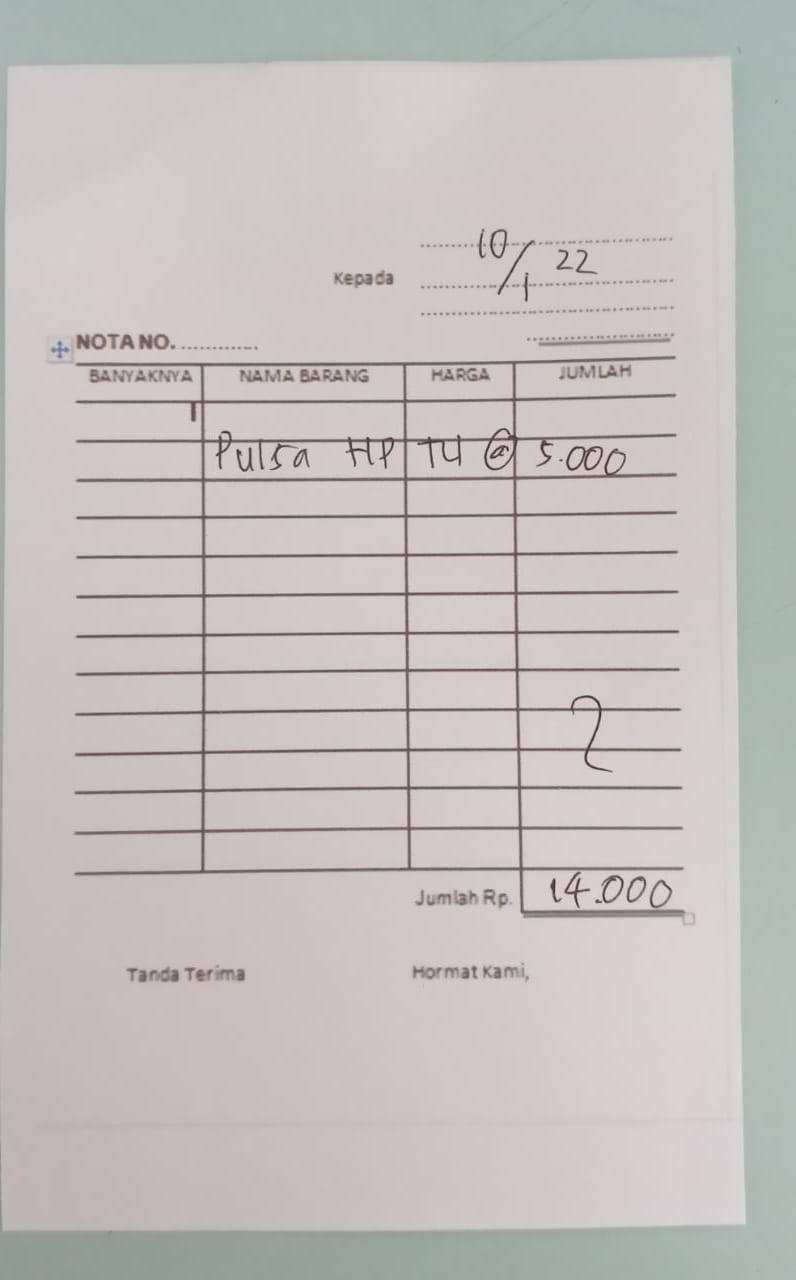 10/1 22
Kepada
NOTA NO. .............
BANYAKNYA NAMA BARANG HARGA JUMLAH
Pulsa HP TU @ 5.000
Jumlah Rp. 14.000
Tanda Terima Hormat Kami,